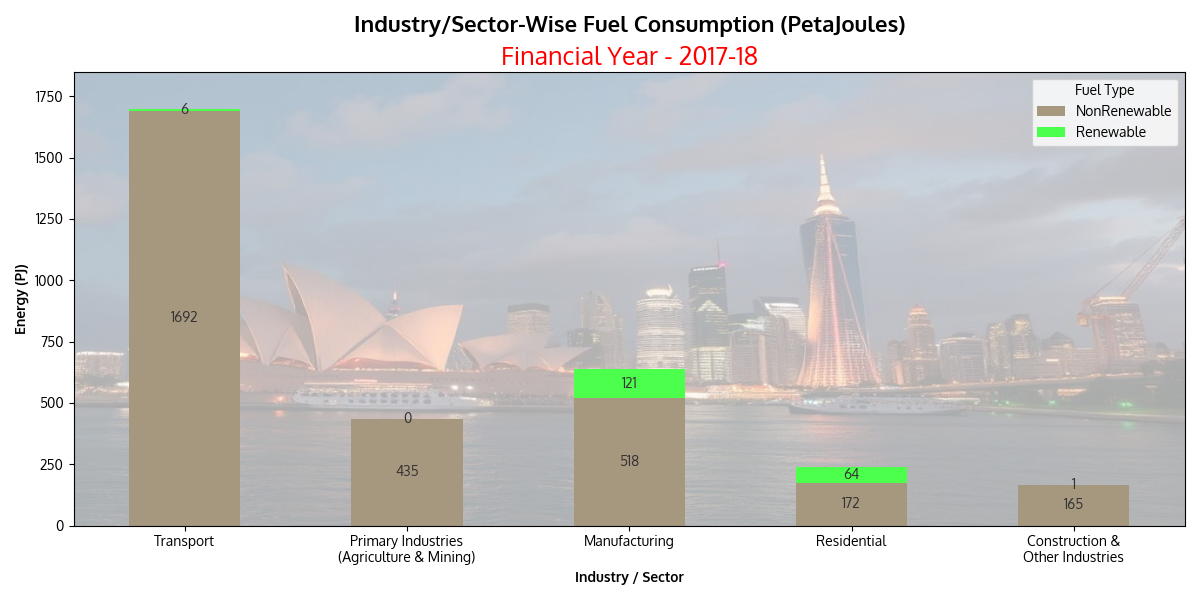 Industry/Sector-Wise Fuel Consumption (PetaJoules)
Financial Year - 2017-18
Fuel Type
NonRenewable
Renewable
Energy (PJ)
1750
1500
1250
1000
750
500
250
0
6
1692
0
435
121
518
64
172
1
165
Transport
Primary Industries
(Agriculture & Mining)
Manufacturing
Residential
Construction &
Other Industries
Industry / Sector